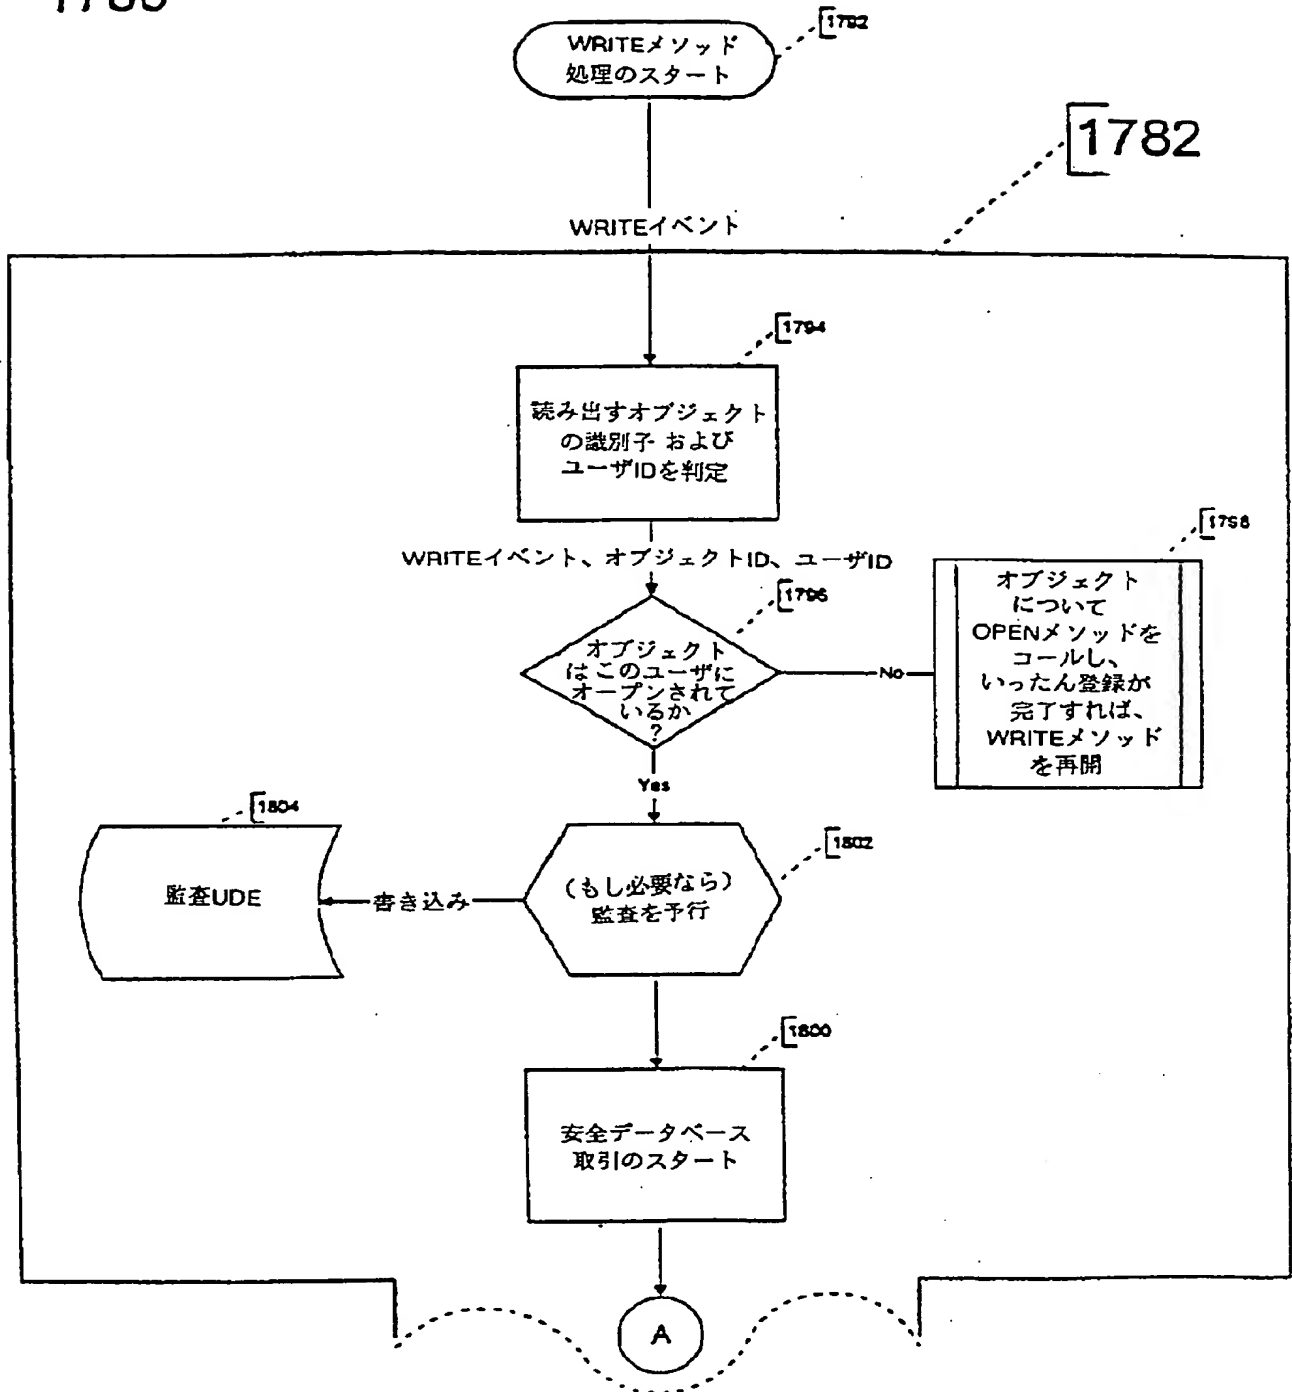 1792
WRITEメソッド
処理のスタート
1782
WRITEイベント
1794
読み出すオブジェクト
の識別子 および
ユーザIDを判定
1798
WRITEイベント、オブジェクトID、ユーザID
オブジェクト
について
OPENメソッドを
コールし、
いったん登録が
完了すれば、
WRITEメソッド
を再開
1796
オブジェクト
はこのユーザに
オープンされて
いるか
?
No
Yes
1804
1802
監査UDE
書き込み
(もし必要なら)
監査を予行
1800
安全データベース
取引のスタート
A